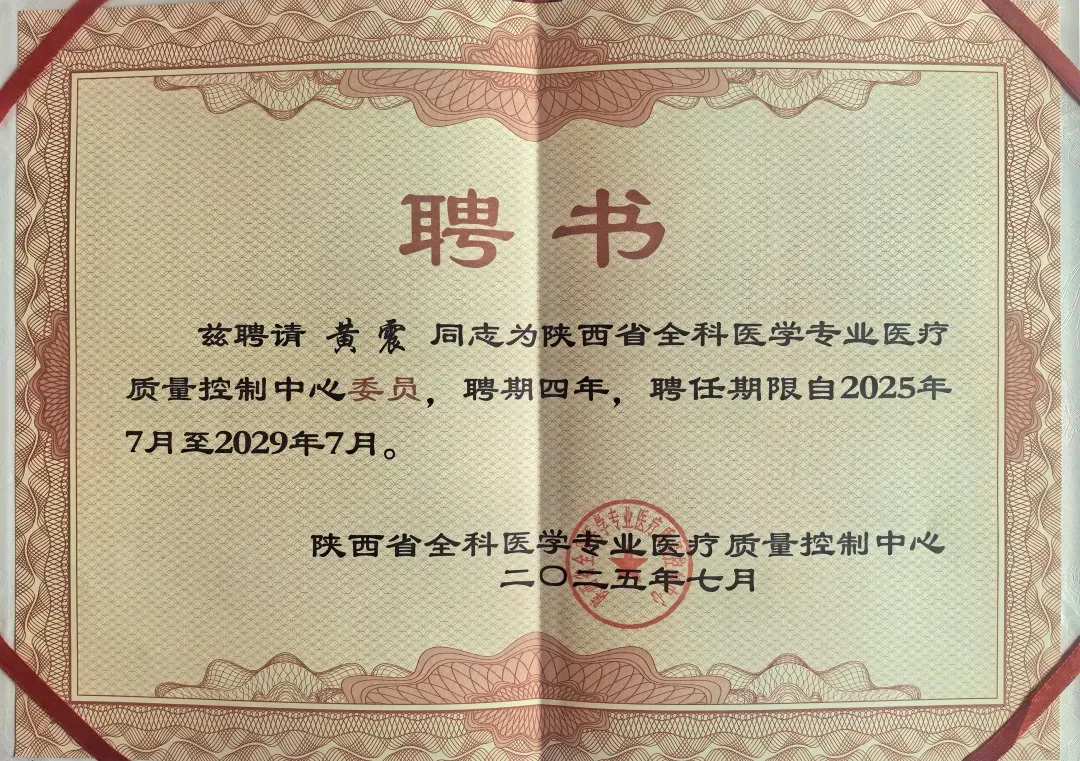 聘书
兹聘请 黄震 同志为陕西省全科医学专业医疗
质量控制中心委员，聘期四年，聘任期限自2025年
7月至2029年7月。
陕西省全科医学专业医疗质量控制中心
二〇二五年七月